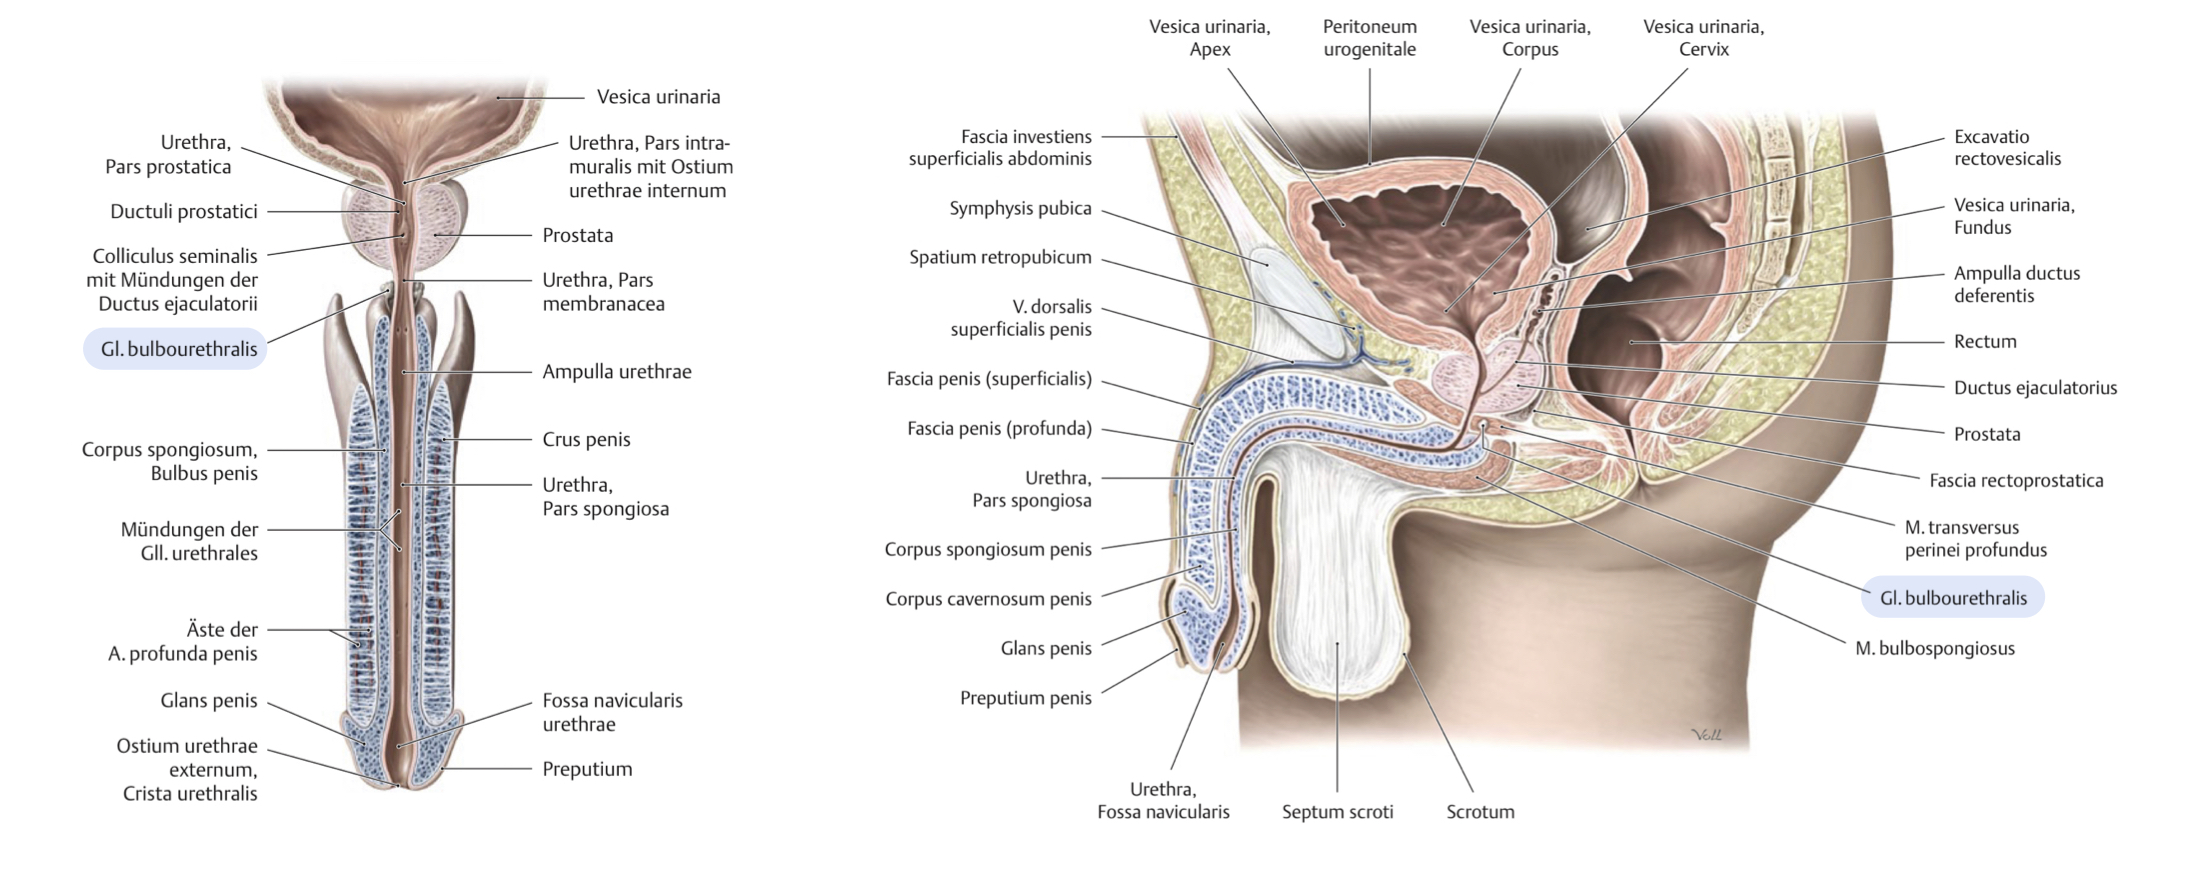 Vesica urinaria
Urethra, Pars intra-
muralis mit Ostium
urethrae internum
Prostata
Urethra, Pars
membranacea
Ampulla urethrae
Crus penis
Urethra,
Pars spongiosa
Fossa navicularis
urethrae
Preputium
Urethra,
Pars prostatica
Ductuli prostatici
Colliculus seminalis
mit Mündungen der
Ductus ejaculatorii
Gl. bulbourethralis
Corpus spongiosum,
Bulbus penis
Mündungen der
Gll. urethrales
Äste der
A. profunda penis
Glans penis
Ostium urethrae
externum,
Crista urethralis
Vesica urinaria,
Apex
Peritoneum
urogenitale
Vesica urinaria,
Corpus
Vesica urinaria,
Cervix
Fascia investiens
superficialis abdominis
Symphysis pubica
Spatium retropubicum
V. dorsalis
superficialis penis
Fascia penis (superficialis)
Fascia penis (profunda)
Urethra,
Pars spongiosa
Corpus spongiosum penis
Corpus cavernosum penis
Glans penis
Preputium penis
Excavatio
rectovesicalis
Vesica urinaria,
Fundus
Ampulla ductus
deferentis
Rectum
Ductus ejaculatorius
Prostata
Fascia rectoprostatica
M. transversus
perinei profundus
Gl. bulbourethralis
M. bulbospongiosus
Urethra,
Fossa navicularis
Septum scroti
Scrotum